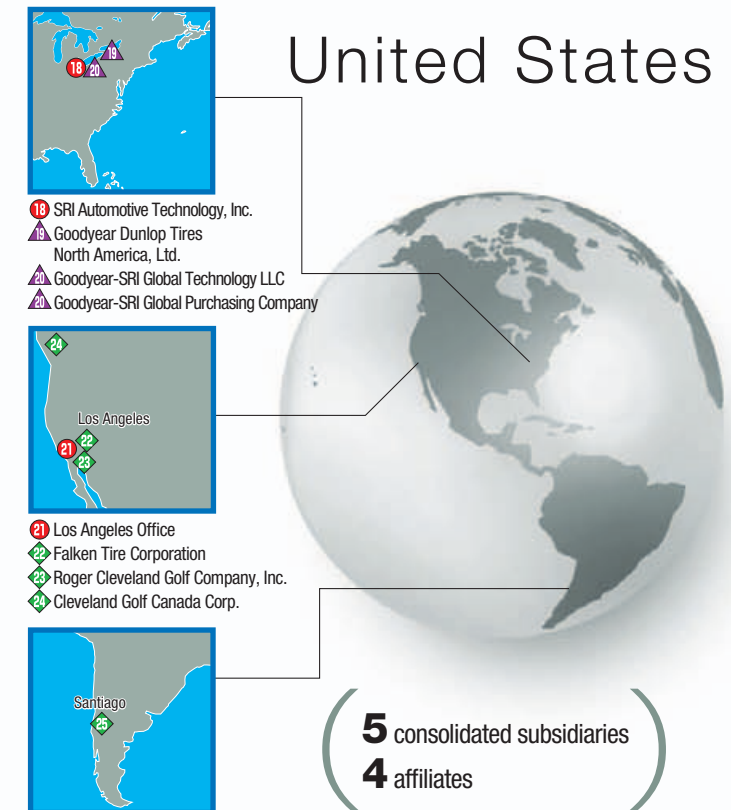 United States
19
18
20
18 SRI Automotive Technology, Inc.
19 Goodyear Dunlop Tires
North America, Ltd.
20 Goodyear-SRI Global Technology LLC
20 Goodyear-SRI Global Purchasing Company
24
Los Angeles
22
21
23
21 Los Angeles Office
22 Falken Tire Corporation
23 Roger Cleveland Golf Company, Inc.
24 Cleveland Golf Canada Corp.
Santiago
25
5 consolidated subsidiaries
4 affiliates